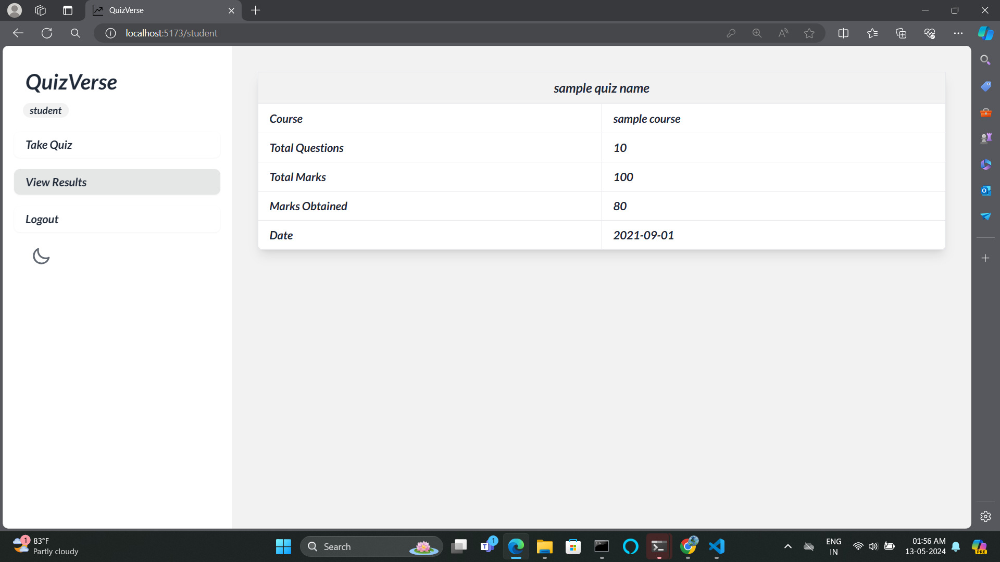 QuizVerse
localhost:5173/student
QuizVerse
student
Take Quiz
View Results
Logout
sample quiz name
Course sample course
Total Questions 10
Total Marks 100
Marks Obtained 80
Date 2021-09-01
1
83°F
Partly cloudy
Search
1
ENG
IN
01:56 AM
13-05-2024
PRE